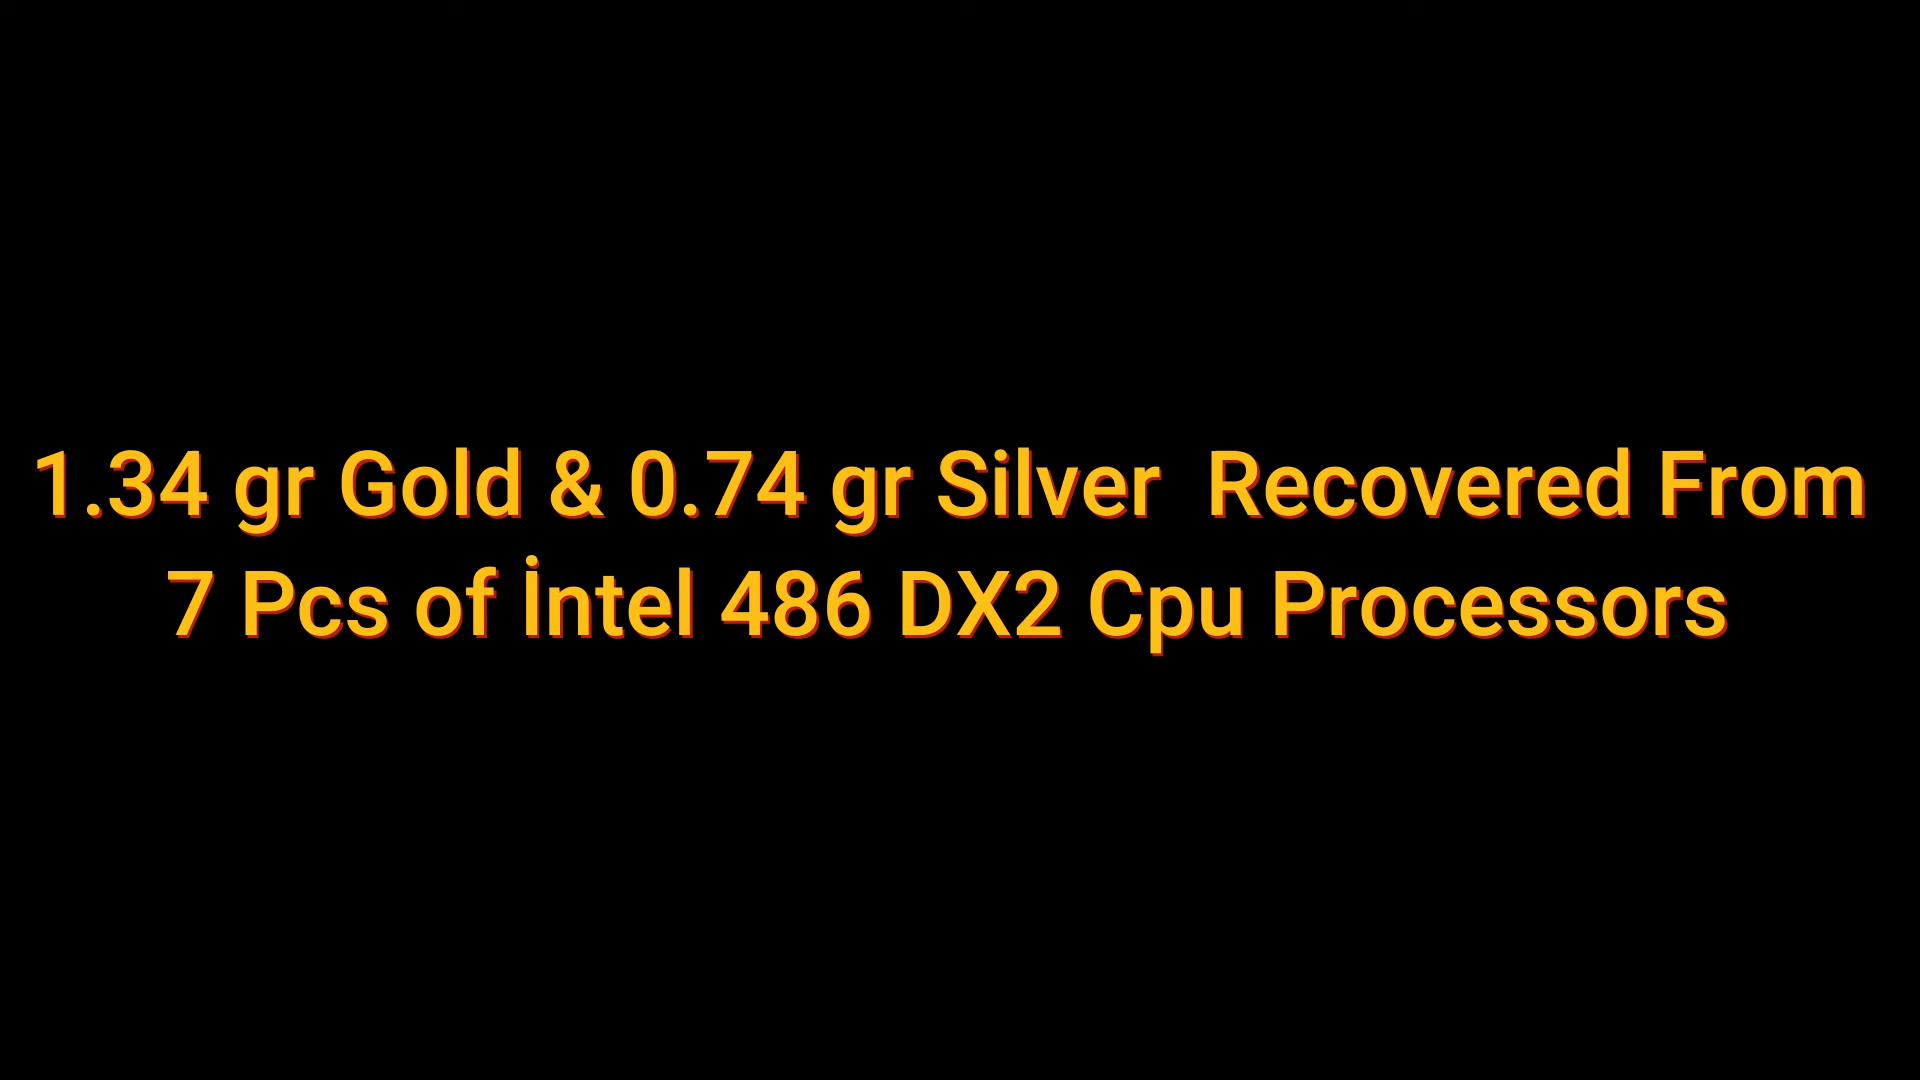 1.34 gr Gold & 0.74 gr Silver  Recovered From
7 Pcs of İntel 486 DX2 Cpu Processors